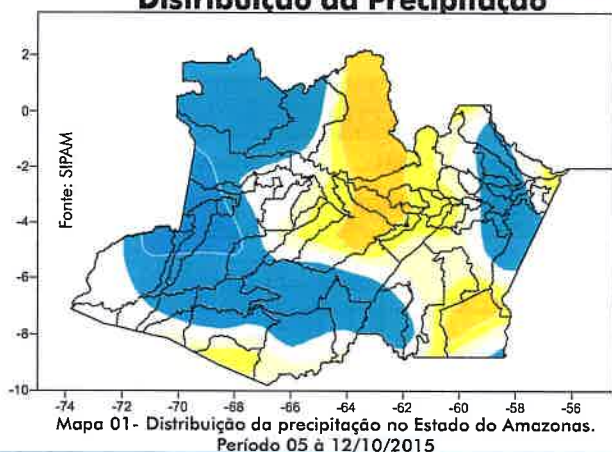 Distribuição da Precipitação
Fonte: SIPAM
2
0
-2
-4
-6
-8
-10
-74 -72 -70 -68 -66 -64 -62 -60 -58 -56
Mapa 01- Distribuição da precipitação no Estado do Amazonas.
Período 05 à 12/10/2015